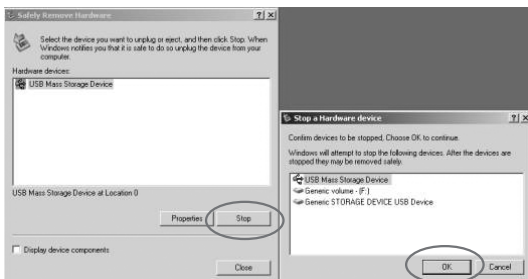 Safely Remove Hardware
Select the device you want to unplug or eject, and then click Stop. When
Windows notifies you that it is safe to do so unplug the device from your
computer.
Hardware devices:
USB Mass Storage Device
USB Mass Storage Device at Location 0
Properties
Stop
Display device components
Close
Stop a Hardware device
Confirm devices to be stopped, Choose OK to continue.
Windows will attempt to stop the following devices. After the devices are
stopped they may be removed safely.
USB Mass Storage Device
Generic volume - (F:)
Generic STORAGE DEVICE USB Device
OK
Cancel